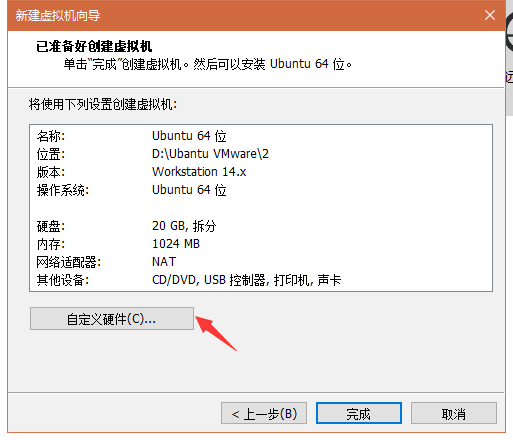 新建虚拟机向导
已准备好创建虚拟机
单击“完成”创建虚拟机。然后可以安装 Ubuntu 64 位。
将使用下列设置创建虚拟机:
名称: Ubuntu 64 位
位置: D:\Ubantu VMware\2
版本: Workstation 14.x
操作系统: Ubuntu 64 位
硬盘: 20 GB, 拆分
内存: 1024 MB
网络适配器: NAT
其他设备: CD/DVD, USB 控制器, 打印机, 声卡
自定义硬件(C)...
< 上一步(B)
完成
取消